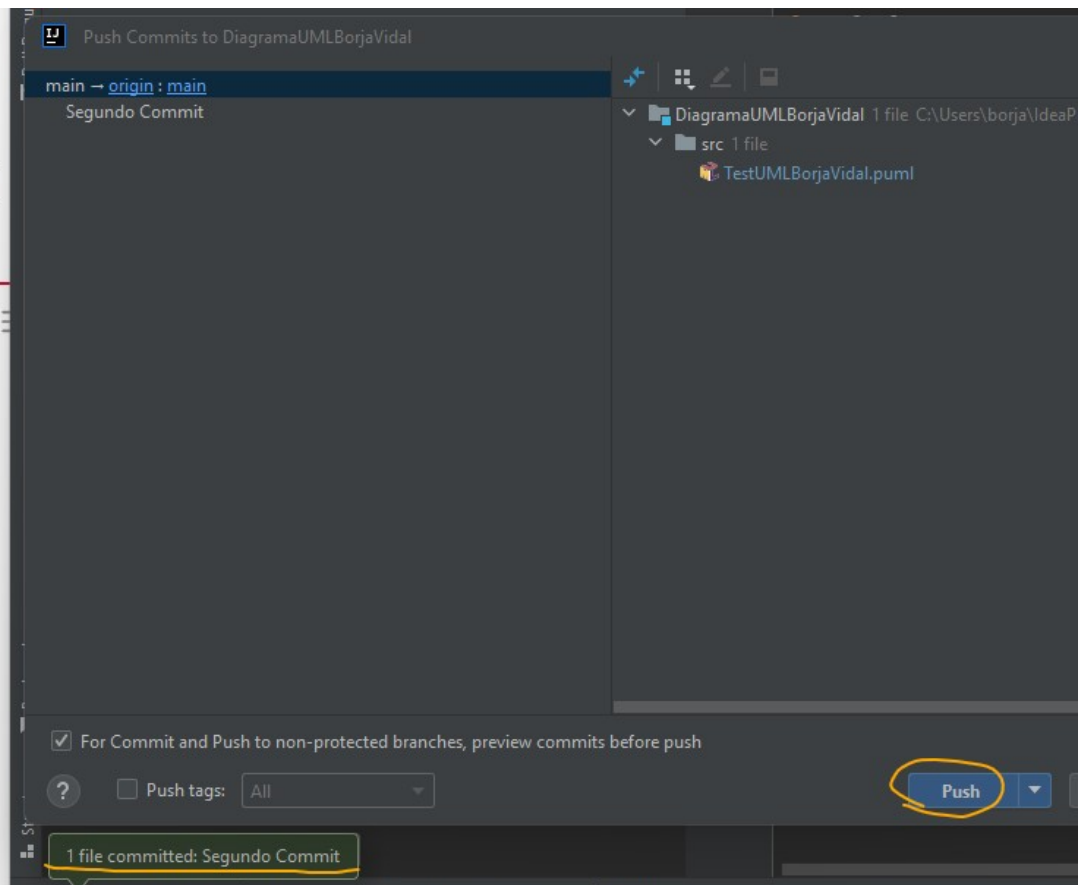 IJ
Push Commits to DiagramaUMLBorjaVidal
main → origin : main
Segundo Commit
DiagramaUMLBorjaVidal 1 file C:\Users\borja\IdeaP
src 1 file
TestUMLBorjaVidal.puml
For Commit and Push to non-protected branches, preview commits before push
? Push tags: All Push
1 file committed: Segundo Commit